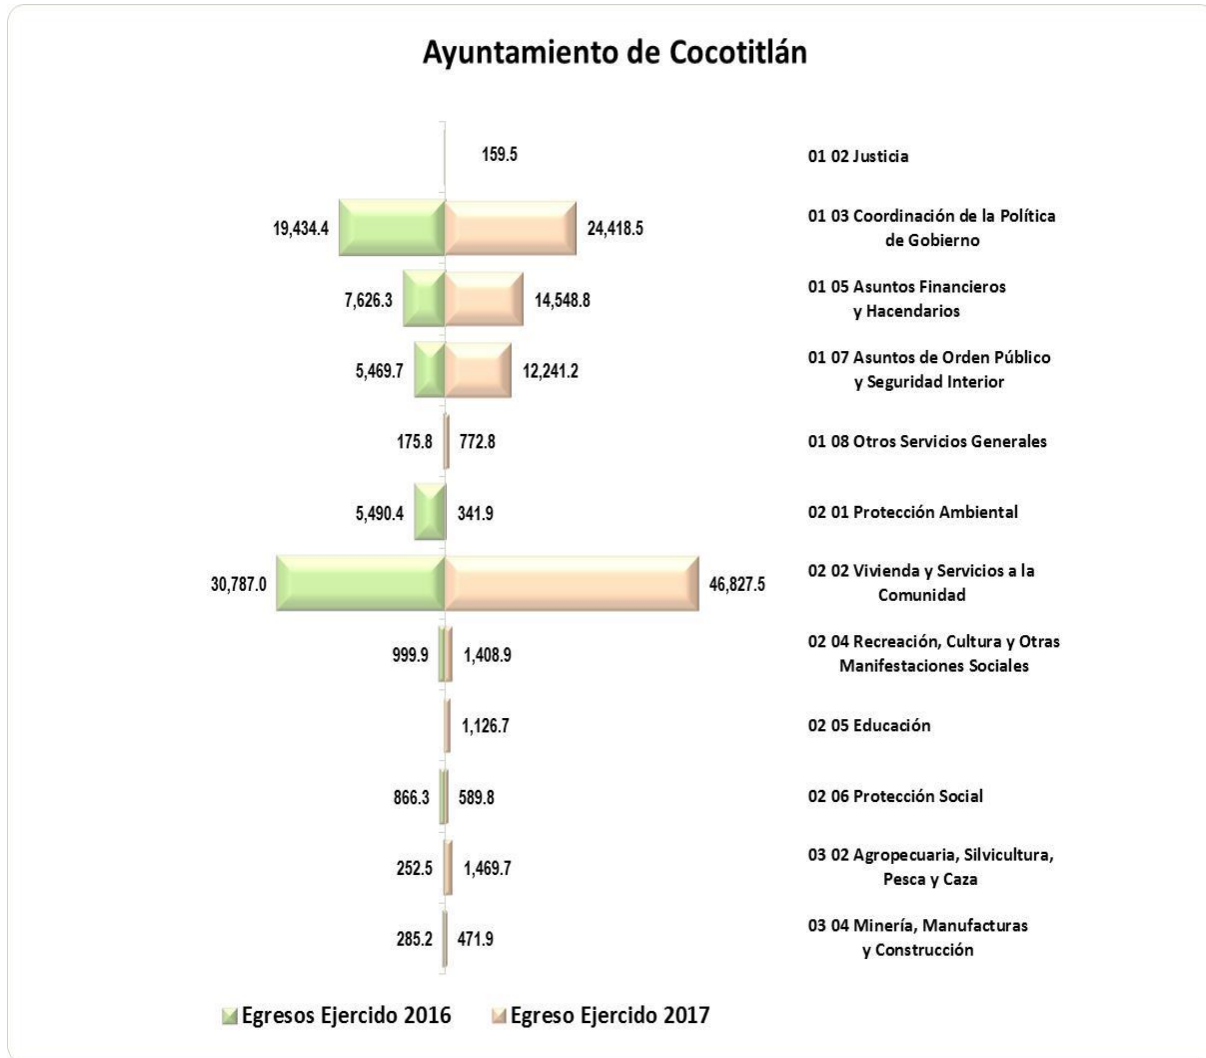 Ayuntamiento de Cocotitlán
159.5
01 02 Justicia
19,434.4
24,418.5
01 03 Coordinación de la Política
de Gobierno
7,626.3
14,548.8
01 05 Asuntos Financieros
y Hacendarios
5,469.7
12,241.2
01 07 Asuntos de Orden Público
y Seguridad Interior
175.8
772.8
01 08 Otros Servicios Generales
5,490.4
341.9
02 01 Protección Ambiental
30,787.0
46,827.5
02 02 Vivienda y Servicios a la
Comunidad
999.9
1,408.9
02 04 Recreación, Cultura y Otras
Manifestaciones Sociales
1,126.7
02 05 Educación
866.3
589.8
02 06 Protección Social
252.5
1,469.7
03 02 Agropecuaria, Silvicultura,
Pesca y Caza
285.2
471.9
03 04 Minería, Manufacturas
y Construcción
Egresos Ejercido 2016
Egreso Ejercido 2017